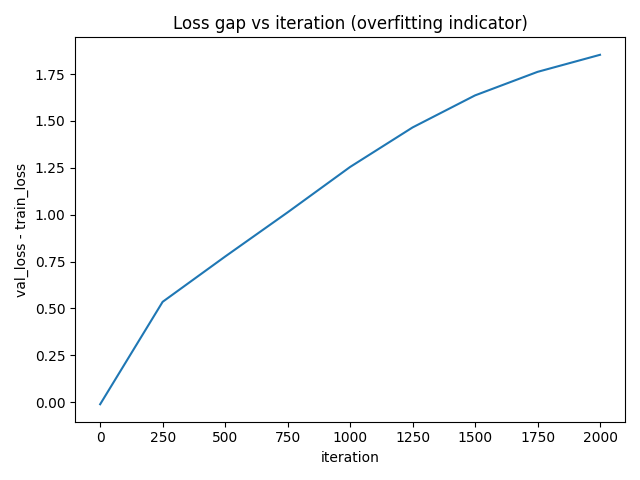 Loss gap vs iteration (overfitting indicator)
val_loss - train_loss
1.75
1.50
1.25
1.00
0.75
0.50
0.25
0.00
0 250 500 750 1000 1250 1500 1750 2000
iteration